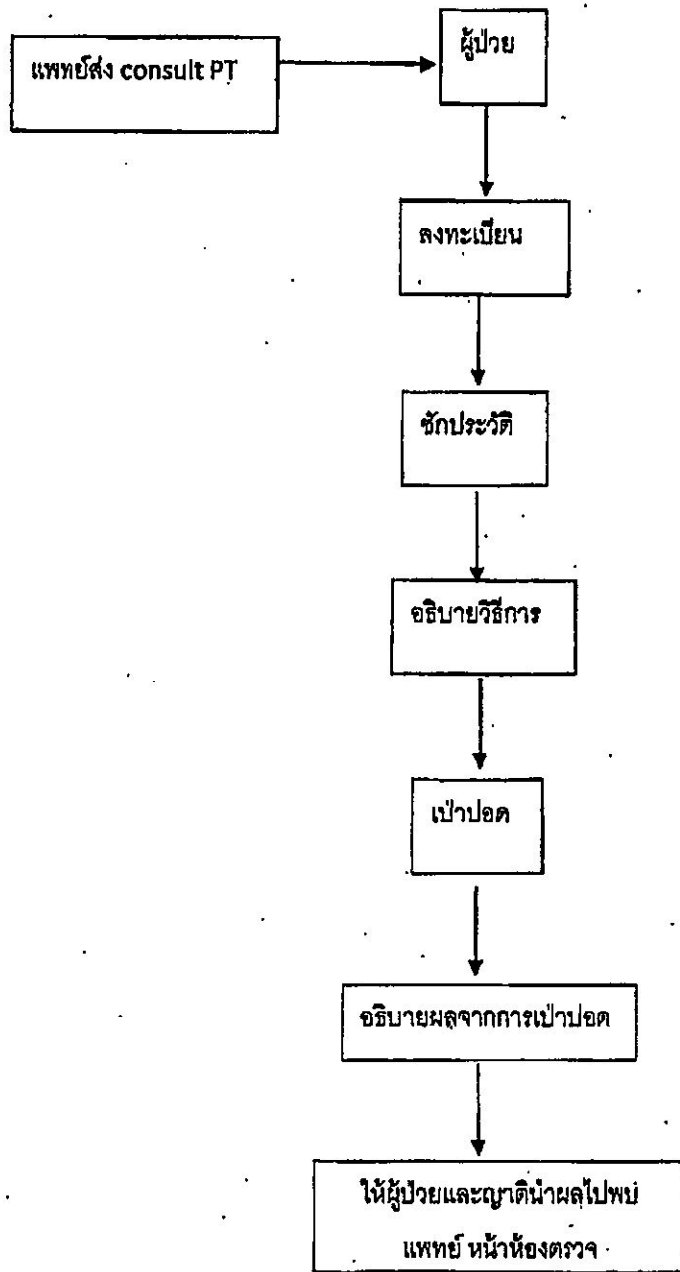 แพทย์ส่ง consult PT
ผู้ป่วย
ลงทะเบียน
ซักประวัติ
อธิบายวิธีการ
เป่าปอด
อธิบายผลจากการเป่าปอด
ให้ผู้ป่วยและญาตินำผลไปพบ
แพทย์ หน้าห้องตรวจ